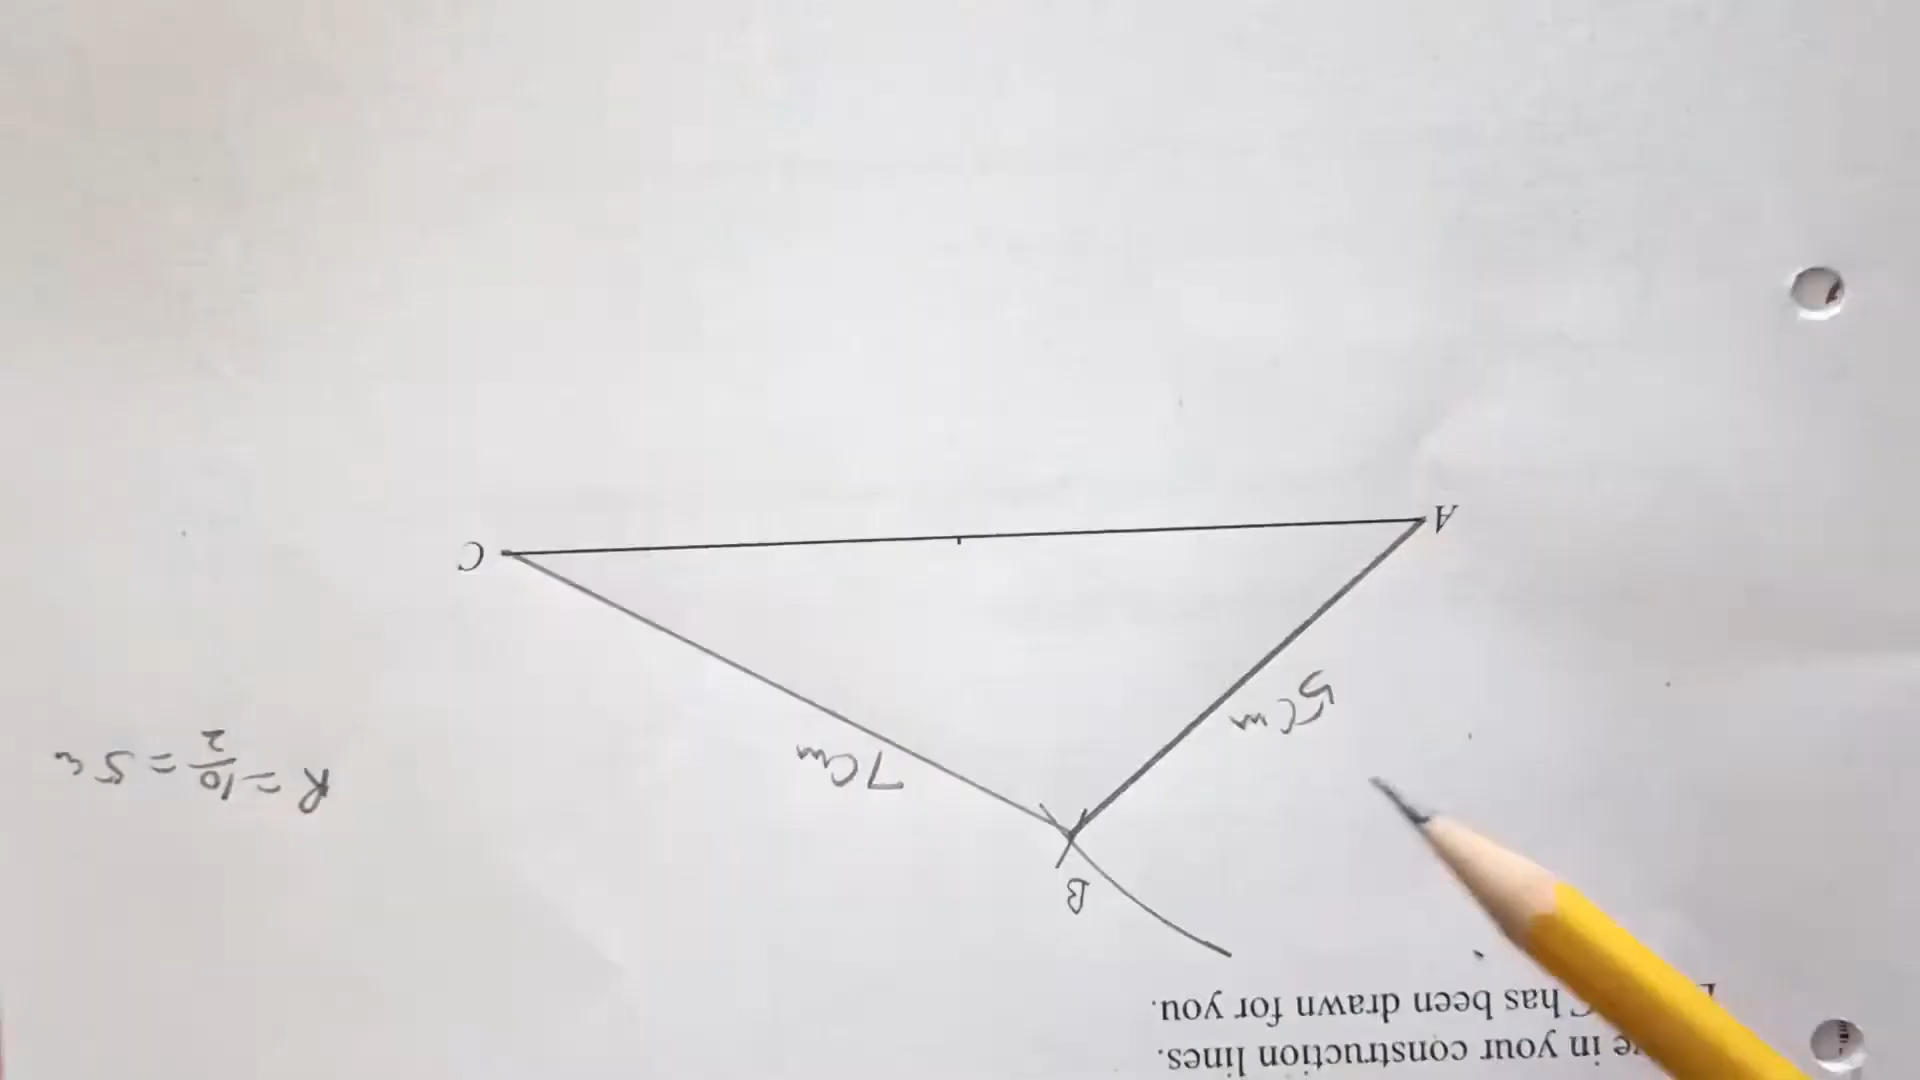 in your construction lines.
has been drawn for you.
B
5cm
7cm
R = 10/2 = 5
A
C